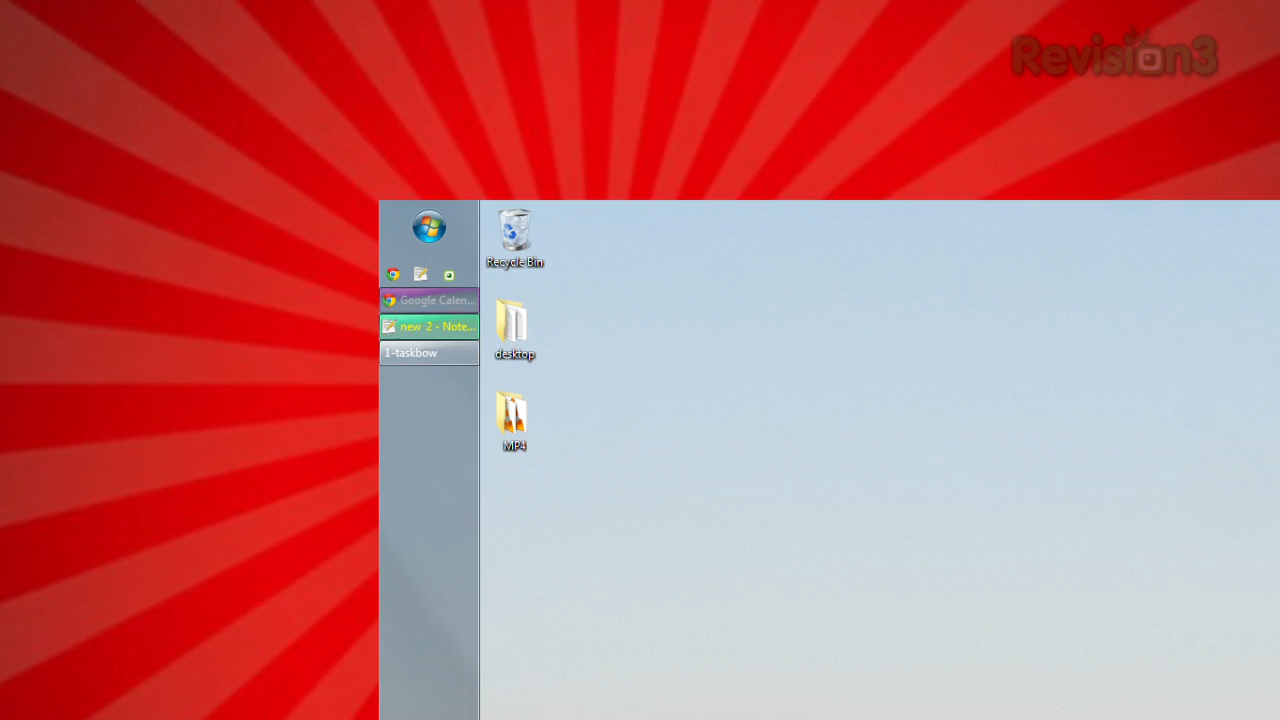 Revision3
Recycle Bin
Google Calen...
new 2 - Note...
1-taskbow
desktop
MP4